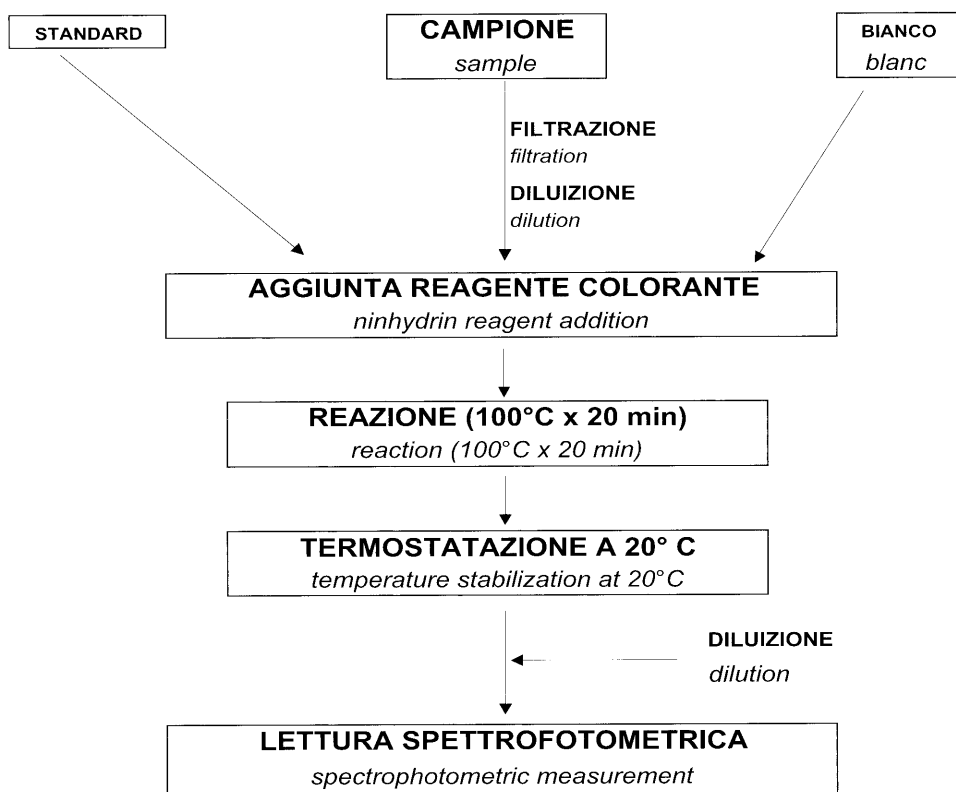 STANDARD
CAMPIONE
sample
BIANCO
blanc
FILTRAZIONE
filtration
DILUIZIONE
dilution
AGGIUNTA REAGENTE COLORANTE
ninhydrin reagent addition
REAZIONE (100°C x 20 min)
reaction (100°C x 20 min)
TERMOSTATAZIONE A 20° C
temperature stabilization at 20°C
DILUIZIONE
dilution
LETTURA SPETTROFOTOMETRICA
spectrophotometric measurement